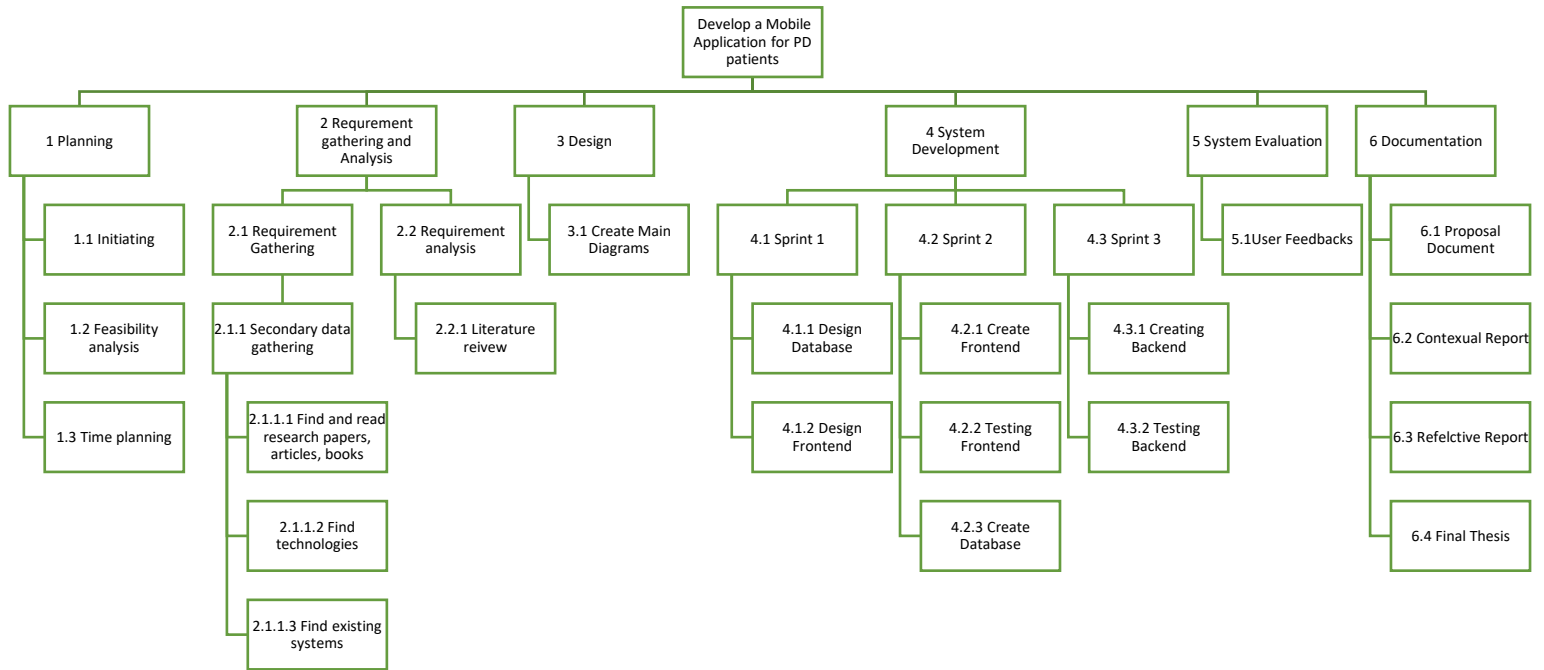 Develop a Mobile
Application for PD
patients
1 Planning
2 Requrement
gathering and
Analysis
3 Design
4 System
Development
5 System Evaluation
6 Documentation
1.1 Initiating
2.1 Requirement
Gathering
2.2 Requirement
analysis
3.1 Create Main
Diagrams
4.1 Sprint 1
4.2 Sprint 2
4.3 Sprint 3
5.1User Feedbacks
6.1 Proposal
Document
1.2 Feasibility
analysis
2.1.1 Secondary data
gathering
2.2.1 Literature
reivew
4.1.1 Design
Database
4.2.1 Create
Frontend
4.3.1 Creating
Backend
6.2 Contexual Report
1.3 Time planning
2.1.1.1 Find and read
research papers,
articles, books
4.1.2 Design
Frontend
4.2.2 Testing
Frontend
4.3.2 Testing
Backend
6.3 Refelctive Report
2.1.1.2 Find
technologies
4.2.3 Create
Database
6.4 Final Thesis
2.1.1.3 Find existing
systems